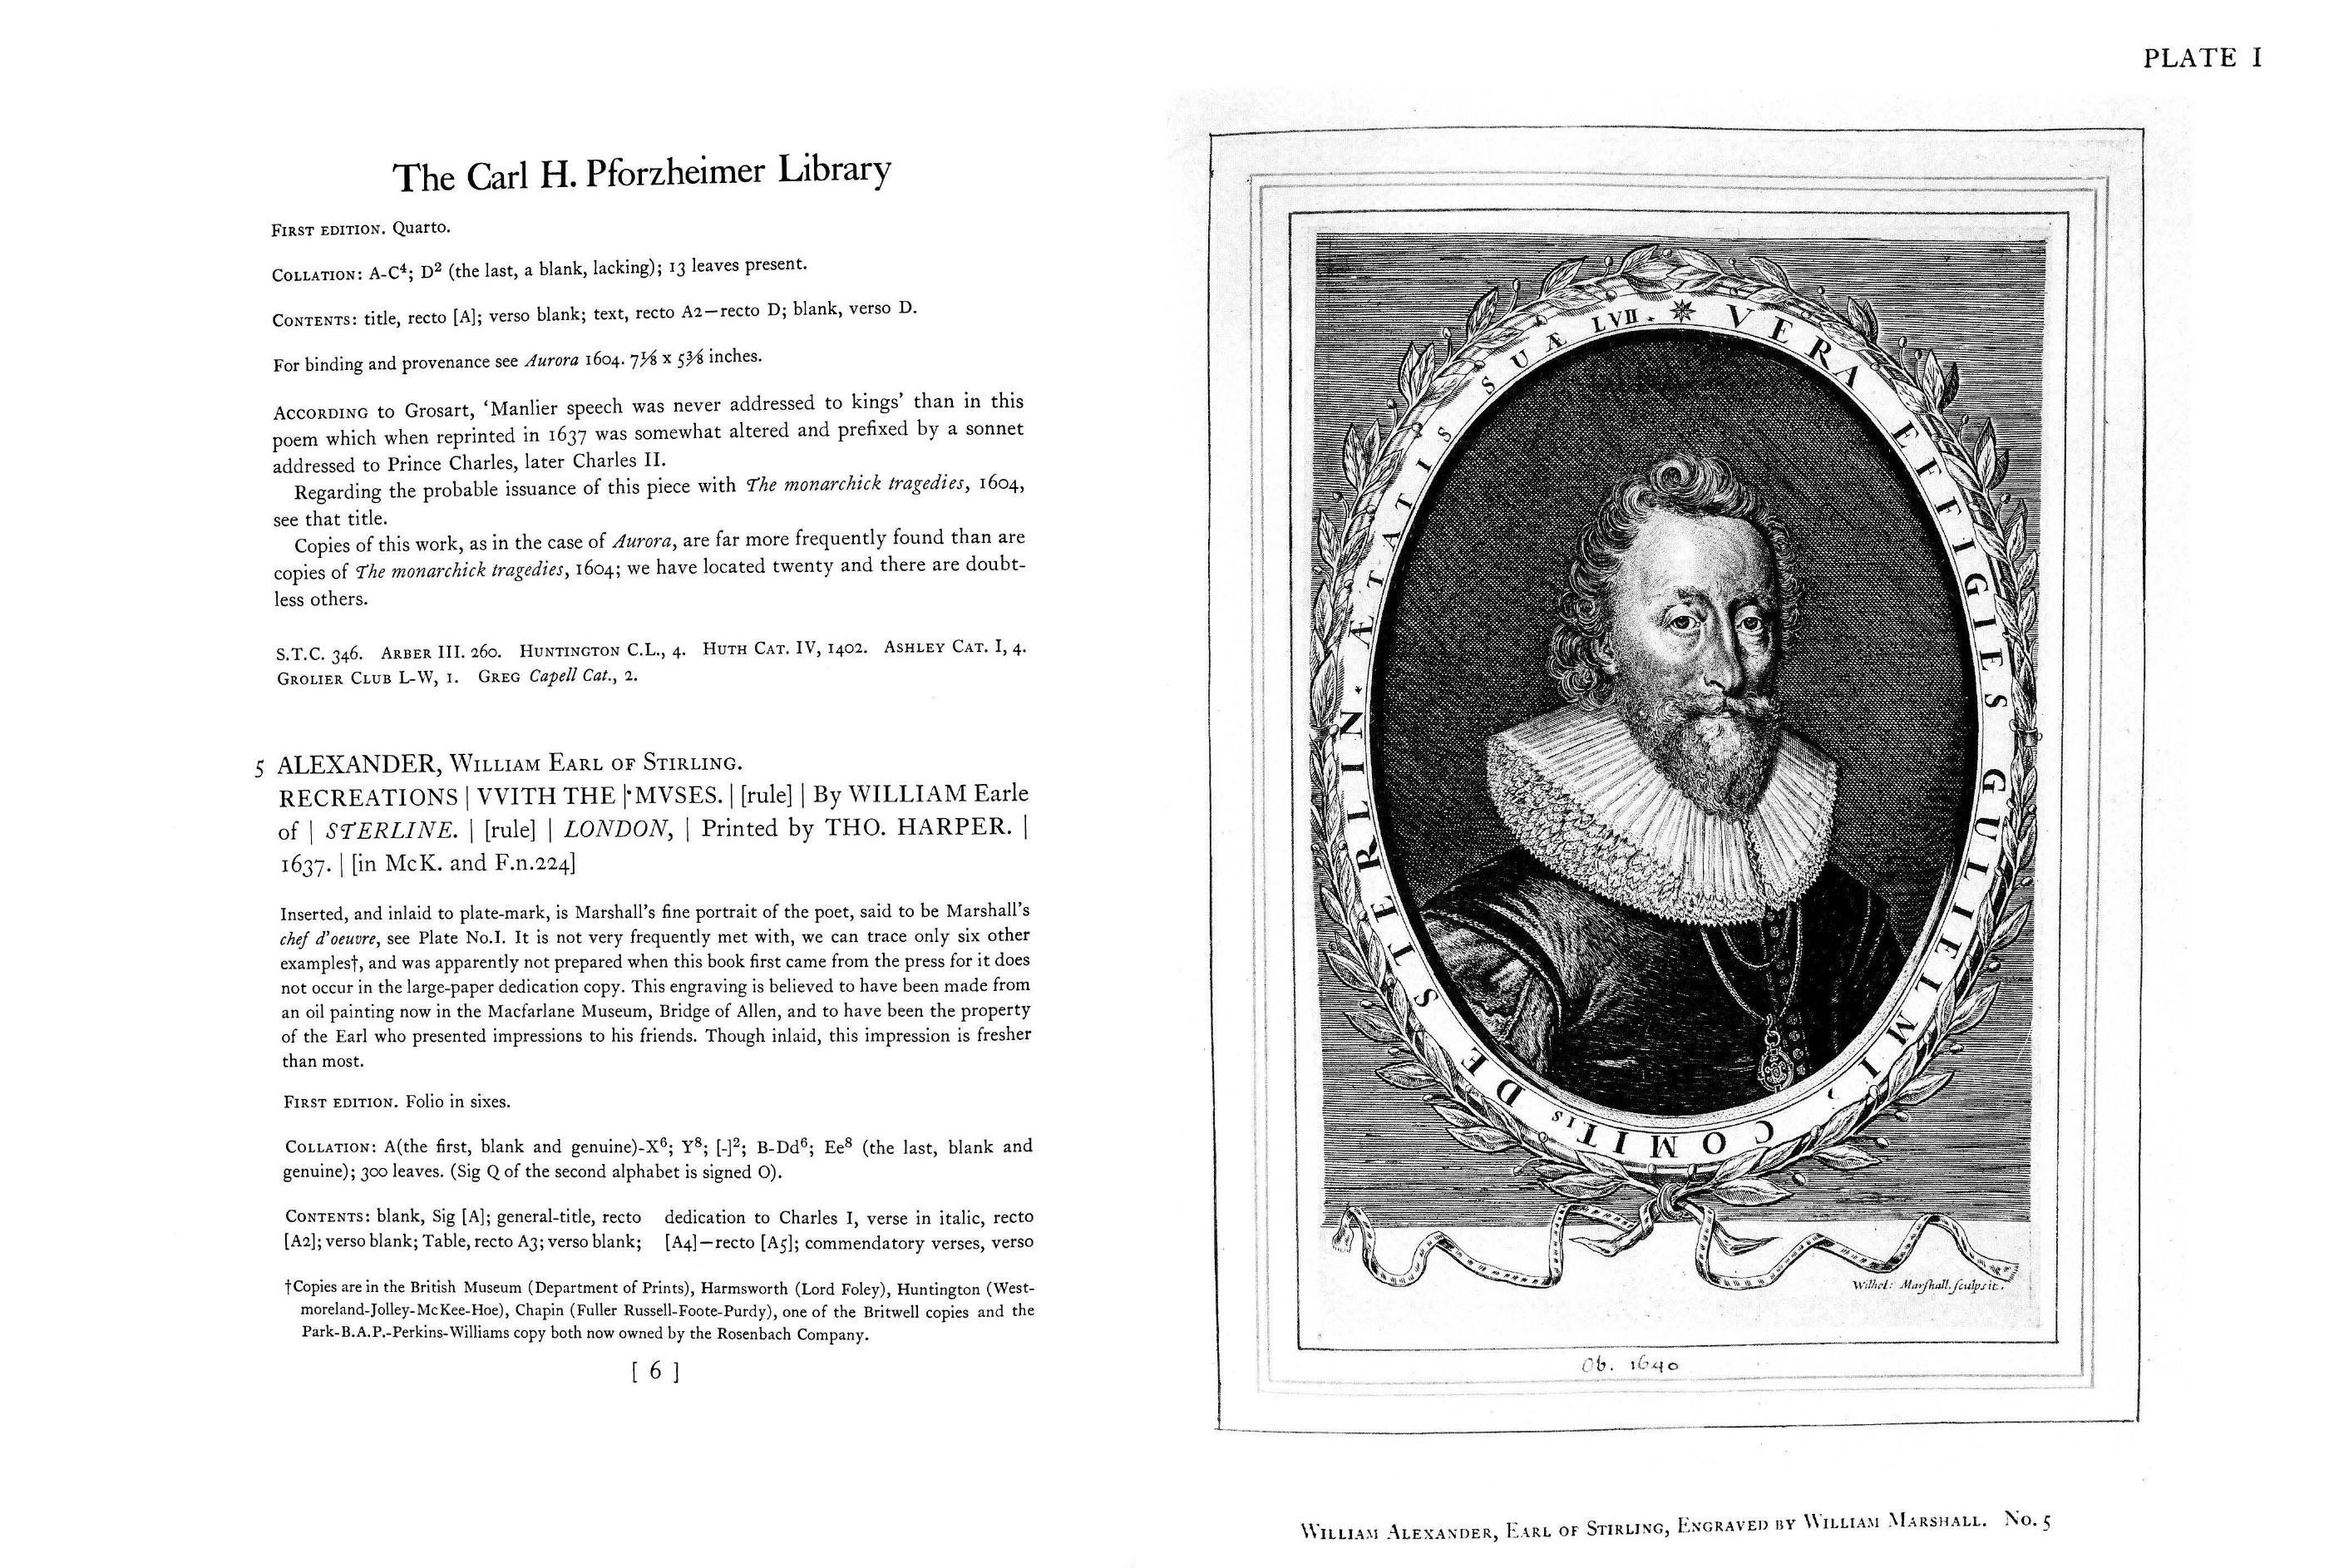 The Carl H. Pforzheimer Library
FIRST EDITION. Quarto.
COLLATION: A-C⁴; D² (the last, a blank, lacking); 13 leaves present.
CONTENTS: title, recto [A]; verso blank; text, recto A2—recto D; blank, verso D.
For binding and provenance see Aurora 1604. 7⅛ x 5⅜ inches.
ACCORDING to Grosart, ‘Manlier speech was never addressed to kings’ than in this
poem which when reprinted in 1637 was somewhat altered and prefixed by a sonnet
addressed to Prince Charles, later Charles II.
Regarding the probable issuance of this piece with The monarchick tragedies, 1604,
see that title.
Copies of this work, as in the case of Aurora, are far more frequently found than are
copies of The monarchick tragedies, 1604; we have located twenty and there are doubt-
less others.
S.T.C. 346. ARBER III. 260. HUNTINGTON C.L., 4. HUTH CAT. IV, 1402. ASHLEY CAT. I, 4.
GROLIER CLUB L-W, 1. GREG Capell Cat., 2.
5 ALEXANDER, WILLIAM EARL OF STIRLING.
RECREATIONS | VVITH THE | MVSES. | [rule] | By WILLIAM Earle
of | STERLINE. | [rule] | LONDON, | Printed by THO. HARPER. |
1637. | [in McK. and F.n.224]
Inserted, and inlaid to plate-mark, is Marshall’s fine portrait of the poet, said to be Marshall’s
chef d’oeuvre, see Plate No.I. It is not very frequently met with, we can trace only six other
examples†, and was apparently not prepared when this book first came from the press for it does
not occur in the large-paper dedication copy. This engraving is believed to have been made from
an oil painting now in the Macfarlane Museum, Bridge of Allen, and to have been the property
of the Earl who presented impressions to his friends. Though inlaid, this impression is fresher
than most.
FIRST EDITION. Folio in sixes.
COLLATION: A(the first, blank and genuine)-X⁶; Y⁸; [-]²; B-Dd⁶; Ee⁸ (the last, blank and
genuine); 300 leaves. (Sig Q of the second alphabet is signed O).
CONTENTS: blank, Sig [A]; general-title, recto
[A2]; verso blank; Table, recto A3; verso blank;
dedication to Charles I, verse in italic, recto
[A4]—recto [A5]; commendatory verses, verso
†Copies are in the British Museum (Department of Prints), Harmsworth (Lord Foley), Huntington (West-
moreland-Jolley-McKee-Hoe), Chapin (Fuller Russell-Foote-Purdy), one of the Britwell copies and the
Park-B.A.P.-Perkins-Williams copy both now owned by the Rosenbach Company.
[ 6 ]
PLATE I
VERA EFFIGIES GULIELMI COMITIS DE STERLIN. ÆTATIS SUÆ LVII.
Wilhel: Marshall. sculpsit.
Ob. 1640
WILLIAM ALEXANDER, EARL OF STIRLING, ENGRAVED BY WILLIAM MARSHALL. No. 5